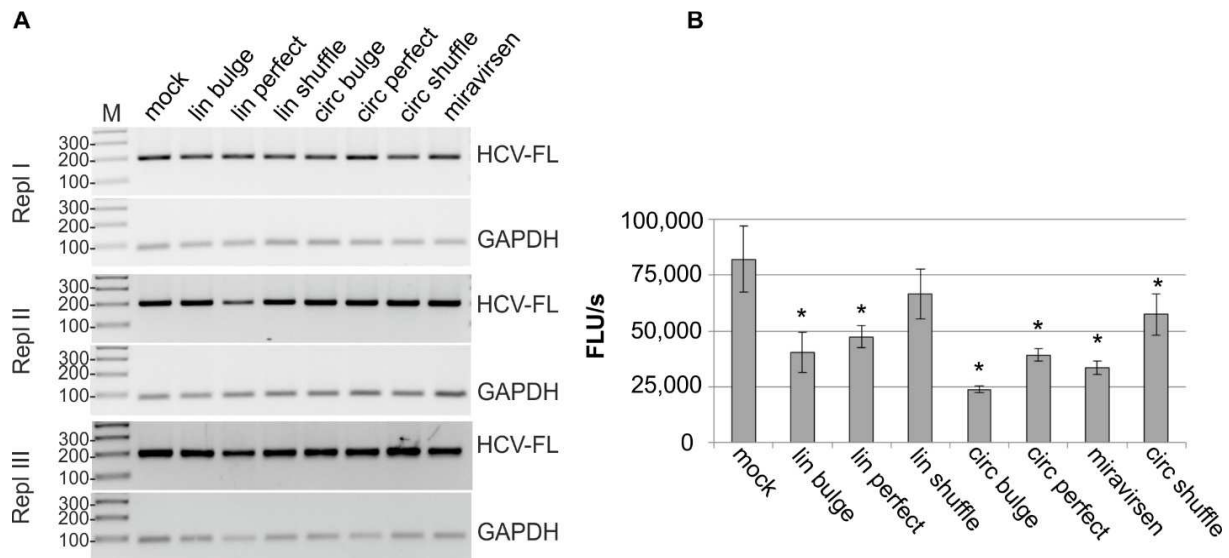 A
M
mock
lin bulge
lin perfect
lin shuffle
circ bulge
circ perfect
circ shuffle
miravirsen
Repl I
300
200
100
HCV-FL
300
200
100
GAPDH
Repl II
300
200
100
HCV-FL
300
200
100
GAPDH
Repl III
300
200
100
HCV-FL
300
200
100
GAPDH
B
FLU/s
100,000
75,000
50,000
25,000
0
* * * * * *
mock
lin bulge
lin perfect
lin shuffle
circ bulge
circ perfect
miravirsen
circ shuffle